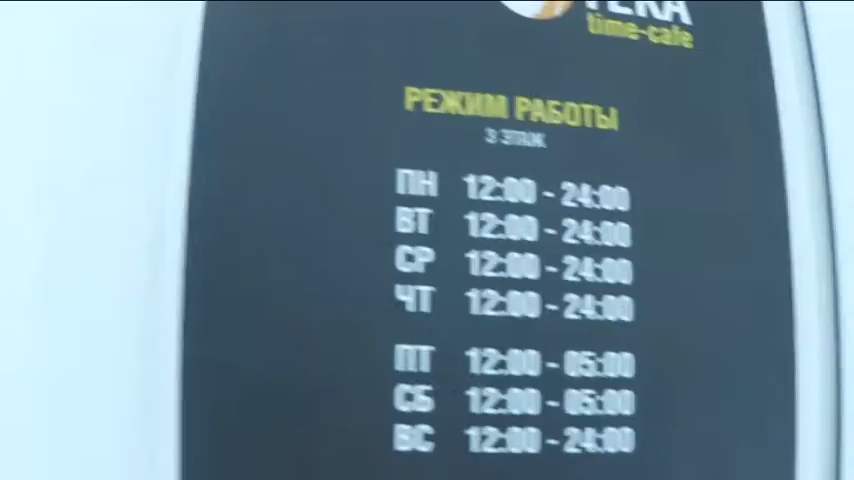 time-cafe
РЕЖИМ РАБОТЫ
3 ЭТАЖ
ПН 12:00 - 24:00
ВТ 12:00 - 24:00
СР 12:00 - 24:00
ЧТ 12:00 - 24:00
ПТ 12:00 - 05:00
СБ 12:00 - 05:00
ВС 12:00 - 24:00